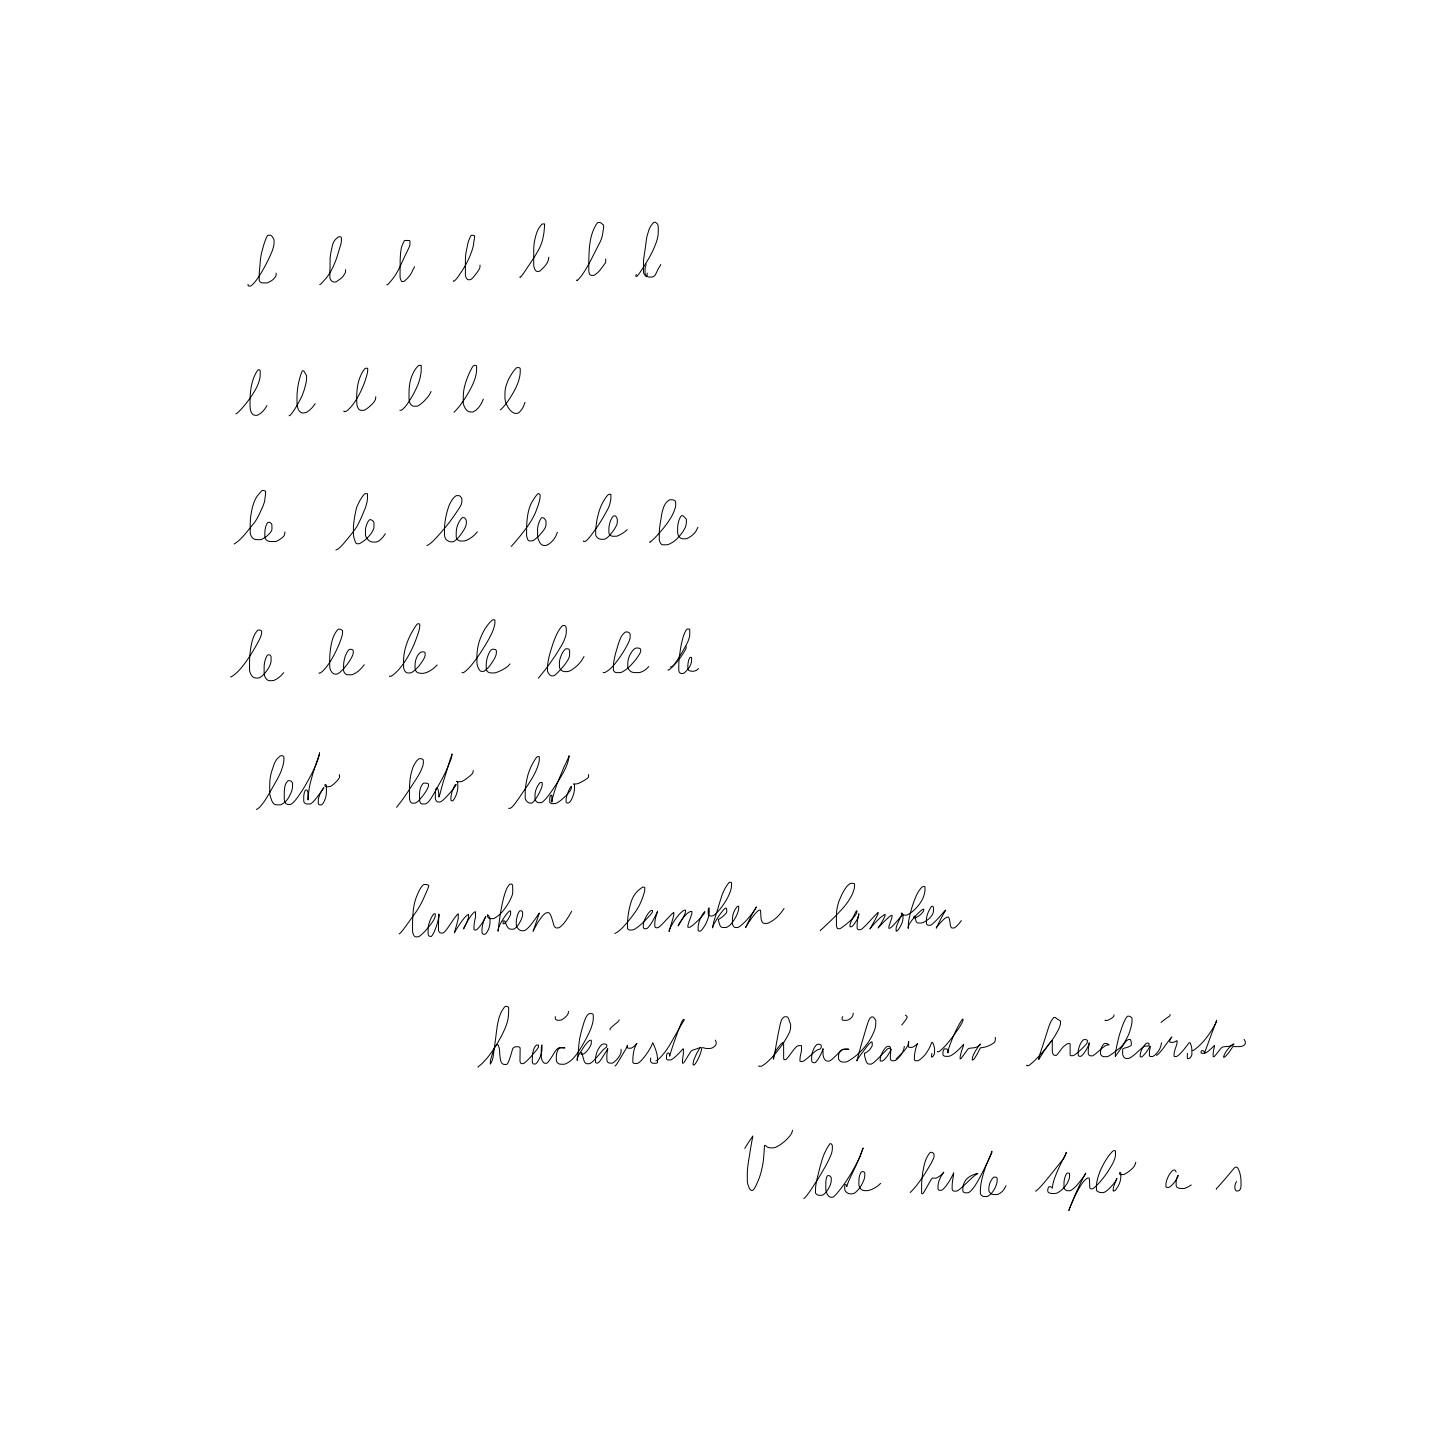 l l l l l l l
l l l l l l
le le le le le le
le le le le le le le
leto leto leto
lamoken lamoken lamoken
hračkárstvo hračkárstvo hračkárstvo
V lete bude teplo a s